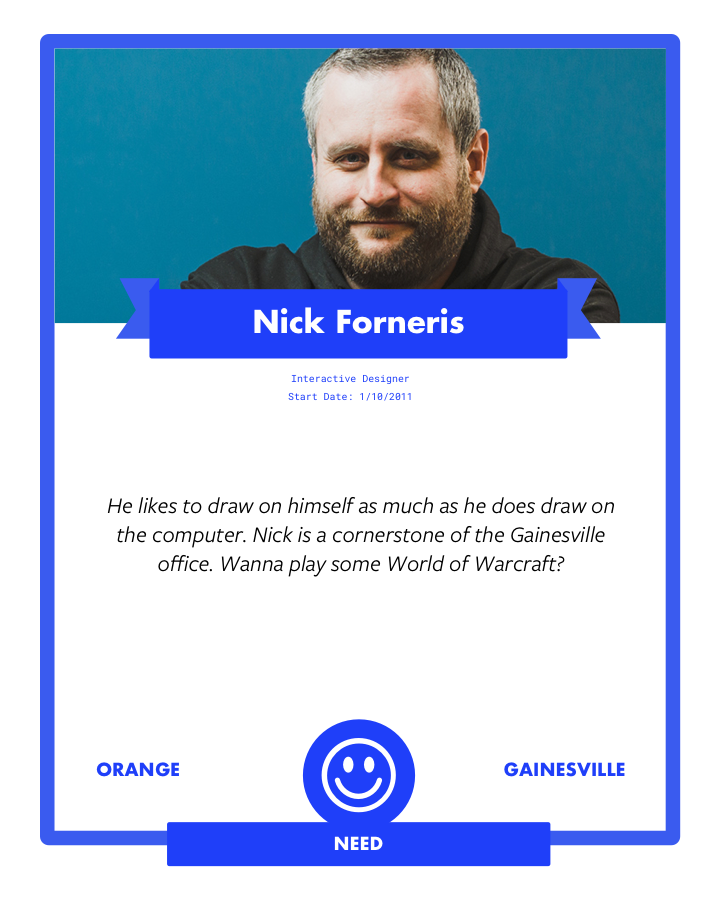 Nick Forneris
Interactive Designer
Start Date: 1/10/2011
He likes to draw on himself as much as he does draw on
the computer. Nick is a cornerstone of the Gainesville
office. Wanna play some World of Warcraft?
ORANGE
GAINESVILLE
NEED